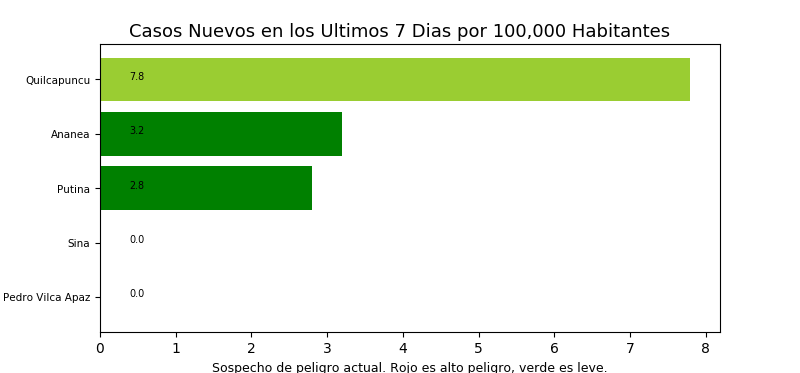 Casos Nuevos en los Ultimos 7 Dias por 100,000 Habitantes
Quilcapuncu 7.8
Ananea 3.2
Putina 2.8
Sina 0.0
Pedro Vilca Apaz 0.0
0 1 2 3 4 5 6 7 8
Sospecho de peligro actual. Rojo es alto peligro, verde es leve.